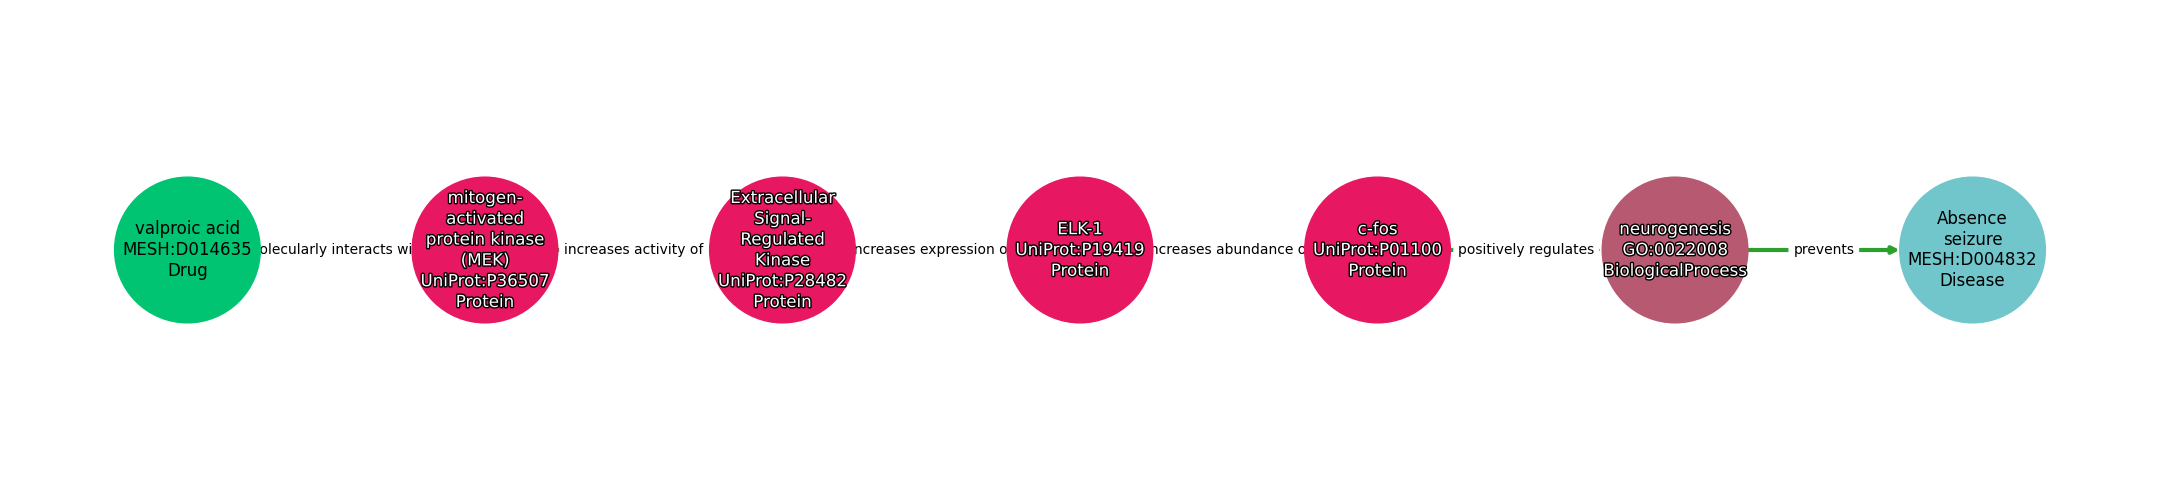 valproic acid
MESH:D014635
Drug
olecularly interacts wi
mitogen-
activated
protein kinase
(MEK)
UniProt:P36507
Protein
increases activity of
Extracellular
Signal-
Regulated
Kinase
UniProt:P28482
Protein
ncreases expression o
ELK-1
UniProt:P19419
Protein
ncreases abundance o
c-fos
UniProt:P01100
Protein
positively regulates
neurogenesis
GO:0022008
BiologicalProcess
prevents
Absence
seizure
MESH:D004832
Disease